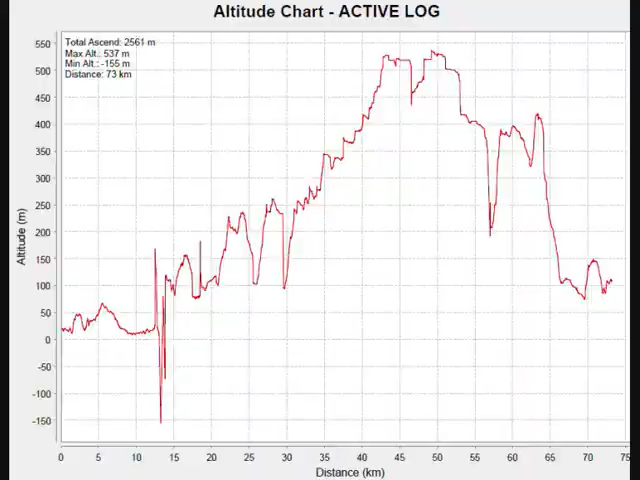 Altitude Chart - ACTIVE LOG
Total Ascend: 2561 m
Max Alt.: 537 m
Min Alt.: -155 m
Distance: 73 km
550
500
450
400
350
300
250
200
150
100
50
0
-50
-100
-150
Altitude (m)
0 5 10 15 20 25 30 35 40 45 50 55 60 65 70 75
Distance (km)